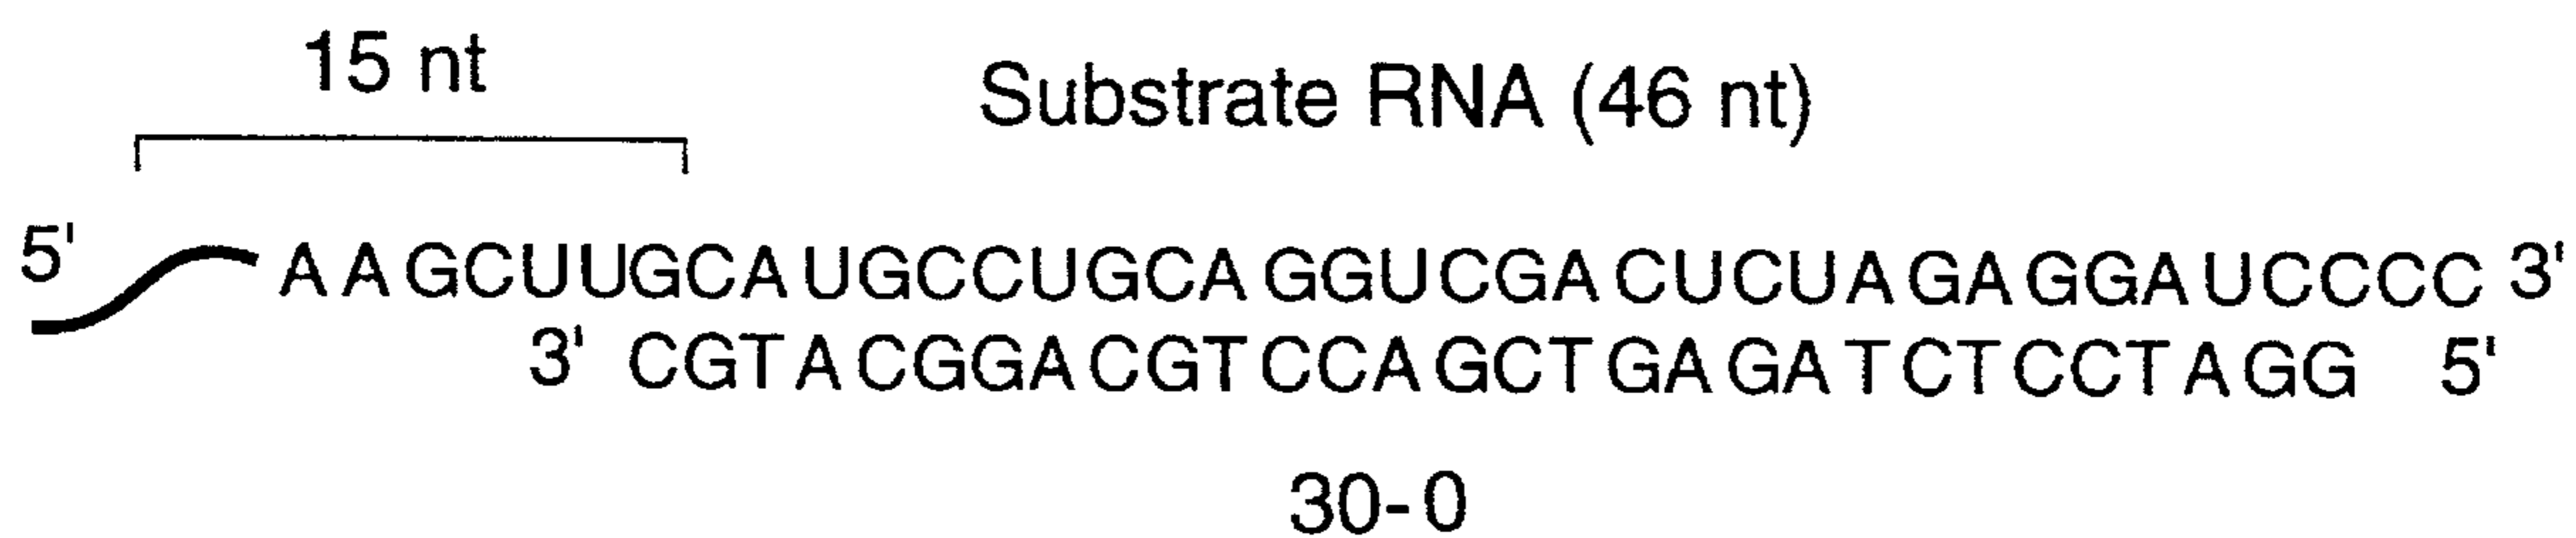 15 nt
Substrate RNA (46 nt)
5' AAGCUUGCAUGCCUGCAGGUCGACUCUAGAGGAUCCCC 3'
3' CGTACGGACGTCCAGCTGAGATCTCCTAGG 5'
30-0